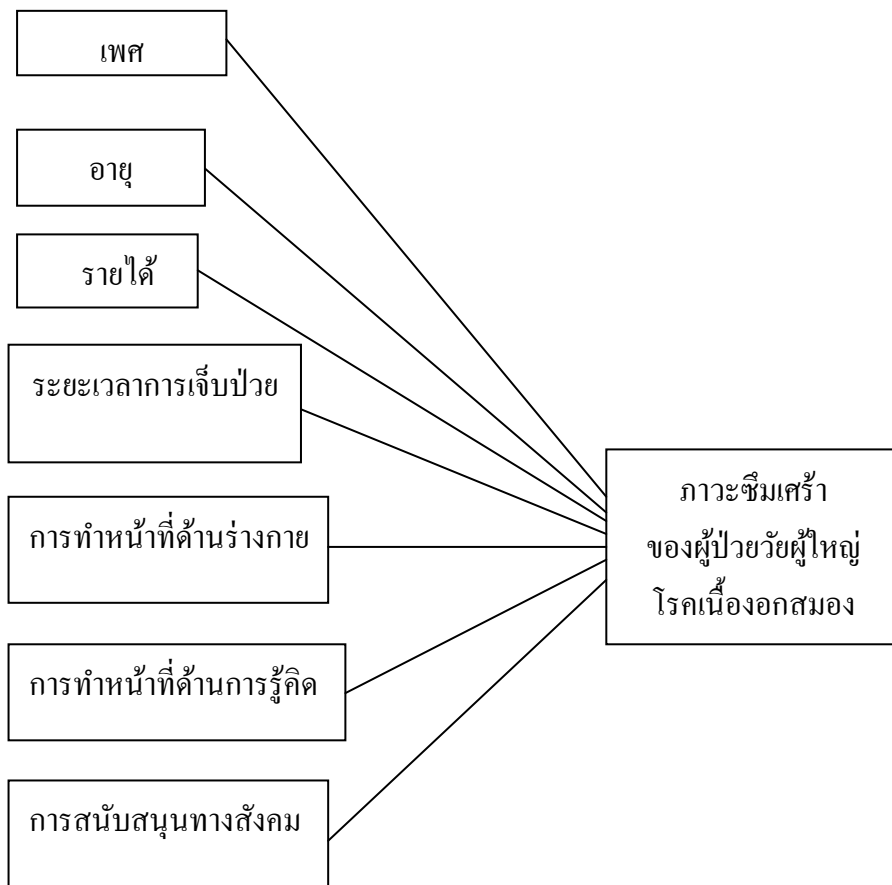 เพศ
อายุ
รายได้
ระยะเวลาการเจ็บป่วย
การทำหน้าที่ด้านร่างกาย
การทำหน้าที่ด้านการรู้คิด
การสนับสนุนทางสังคม
ภาวะซึมเศร้า
ของผู้ป่วยวัยผู้ใหญ่
โรคเนื้องอกสมอง